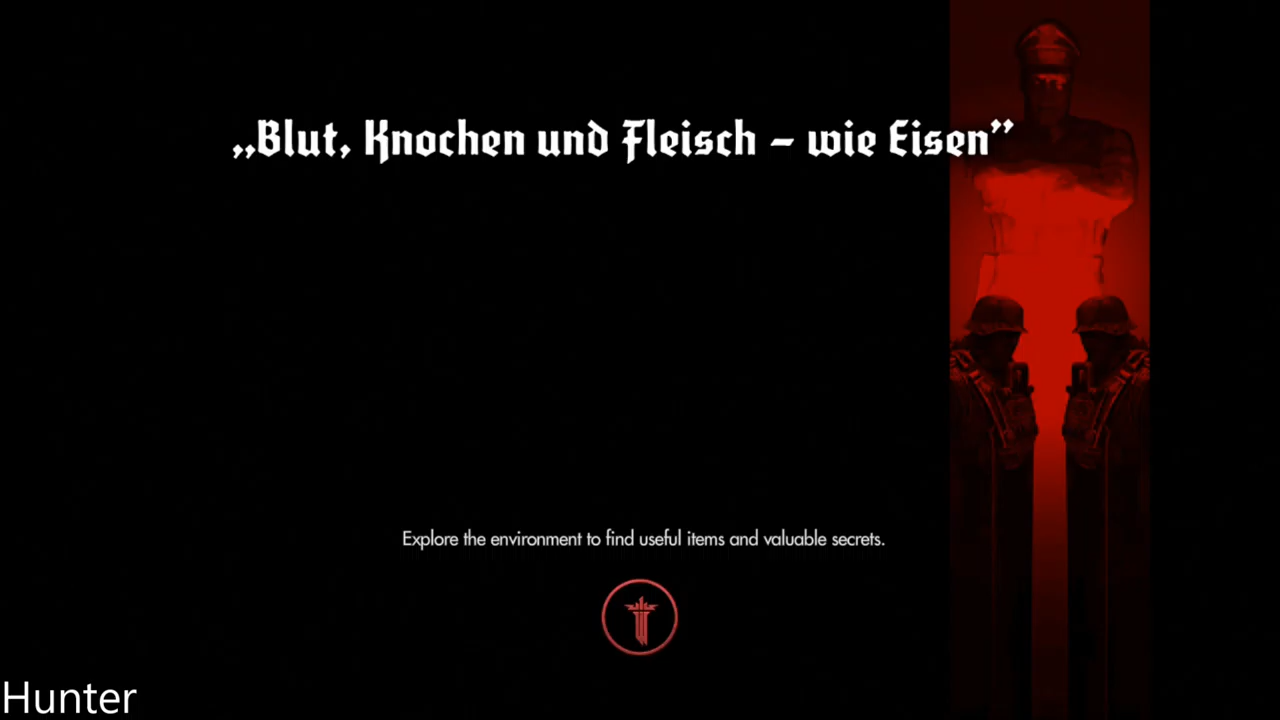 „Blut, Knochen und Fleisch – wie Eisen”
Explore the environment to find useful items and valuable secrets.
Hunter